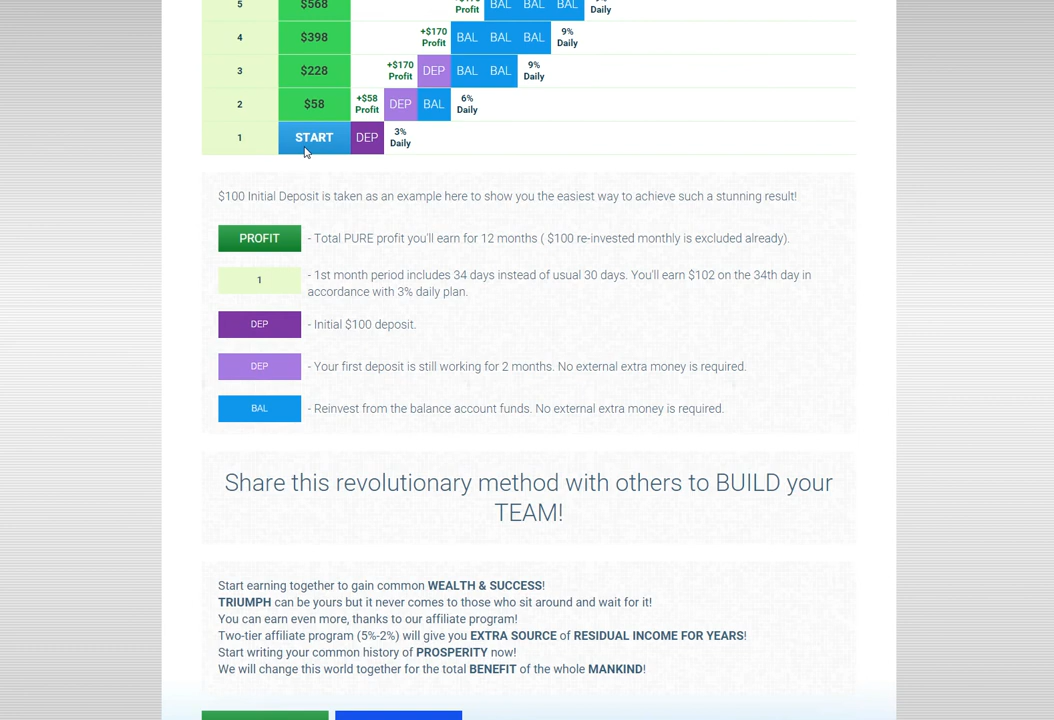 5 $568 BAL BAL BAL Daily
4 $398 +$170 Profit BAL BAL BAL 9% Daily
3 $228 +$170 Profit DEP BAL BAL 9% Daily
2 $58 +$58 Profit DEP BAL 6% Daily
1 START DEP 3% Daily
$100 Initial Deposit is taken as an example here to show you the easiest way to achieve such a stunning result!
PROFIT - Total PURE profit you'll earn for 12 months ( $100 re-invested monthly is excluded already).
1 - 1st month period includes 34 days instead of usual 30 days. You'll earn $102 on the 34th day in
accordance with 3% daily plan.
DEP - Initial $100 deposit.
DEP - Your first deposit is still working for 2 months. No external extra money is required.
BAL - Reinvest from the balance account funds. No external extra money is required.
Share this revolutionary method with others to BUILD your
TEAM!
Start earning together to gain common WEALTH & SUCCESS!
TRIUMPH can be yours but it never comes to those who sit around and wait for it!
You can earn even more, thanks to our affiliate program!
Two-tier affiliate program (5%-2%) will give you EXTRA SOURCE of RESIDUAL INCOME FOR YEARS!
Start writing your common history of PROSPERITY now!
We will change this world together for the total BENEFIT of the whole MANKIND!